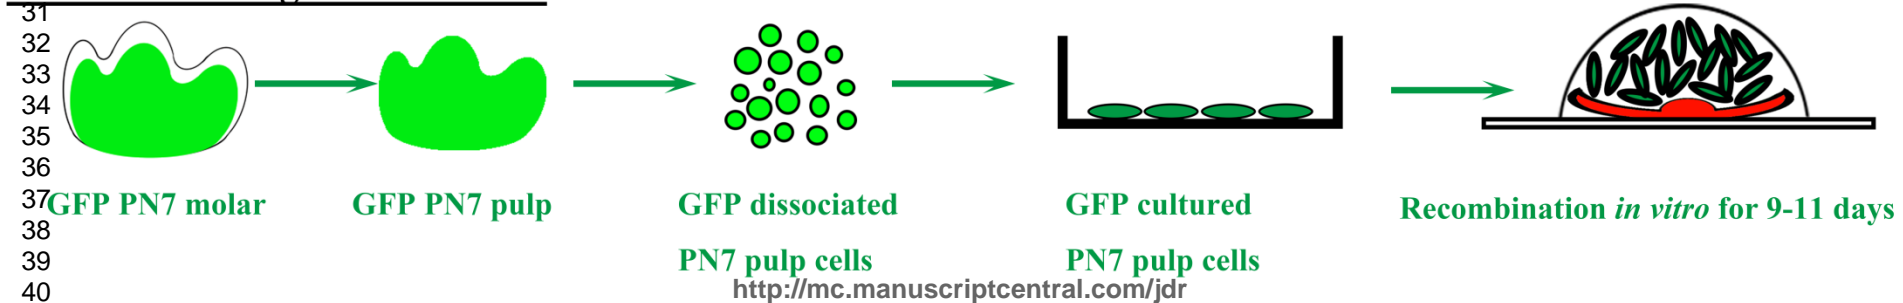 31
32
33
34
35
36
37
38
39
40
GFP PN7 molar
GFP PN7 pulp
GFP dissociated
PN7 pulp cells
GFP cultured
PN7 pulp cells
Recombination in vitro for 9-11 days
http://mc.manuscriptcentral.com/jdr